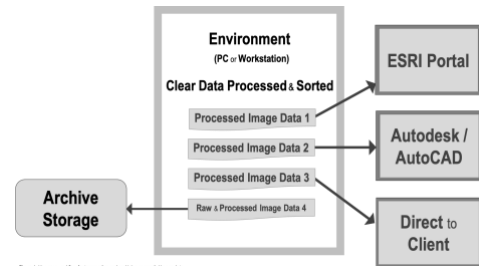 Environment
(PC or Workstation)
Clear Data Processed & Sorted
Processed Image Data 1
Processed Image Data 2
Processed Image Data 3
Raw & Processed Image Data 4
Archive
Storage
ESRI Portal
Autodesk /
AutoCAD
Direct to
Client